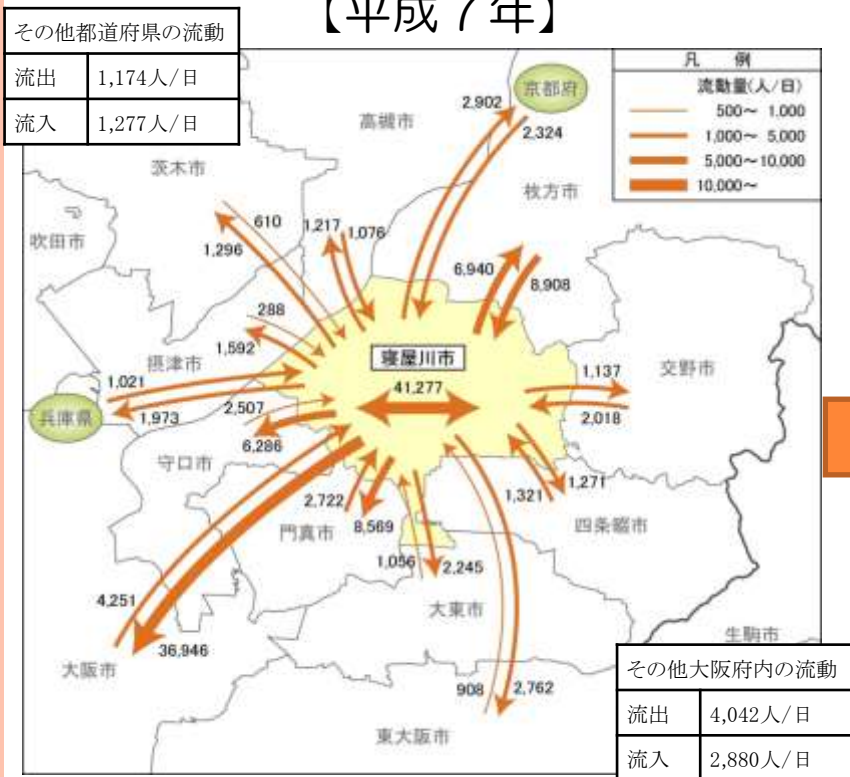 【平成７年】
その他都道府県の流動
流出 1,174人/日
流入 1,277人/日
凡 例
流動量(人/日)
500～ 1.000
1,000～ 5,000
5,000～10,000
10,000～
京都府
2,902
2,324
高槻市
茨木市
枚方市
吹田市
610
1,296
1,217
1,076
6,940
8,908
288
1,592
摂津市
寝屋川市
41,277
1,137
2,018
交野市
1,021
1,973
兵庫県
2,507
6,286
守口市
2,722
8,569
門真市
1,321
1,271
四条畷市
1,056
2,245
大東市
4,251
36,946
大阪市
生駒市
908
2,762
東大阪市
その他大阪府内の流動
流出 4,042人/日
流入 2,880人/日